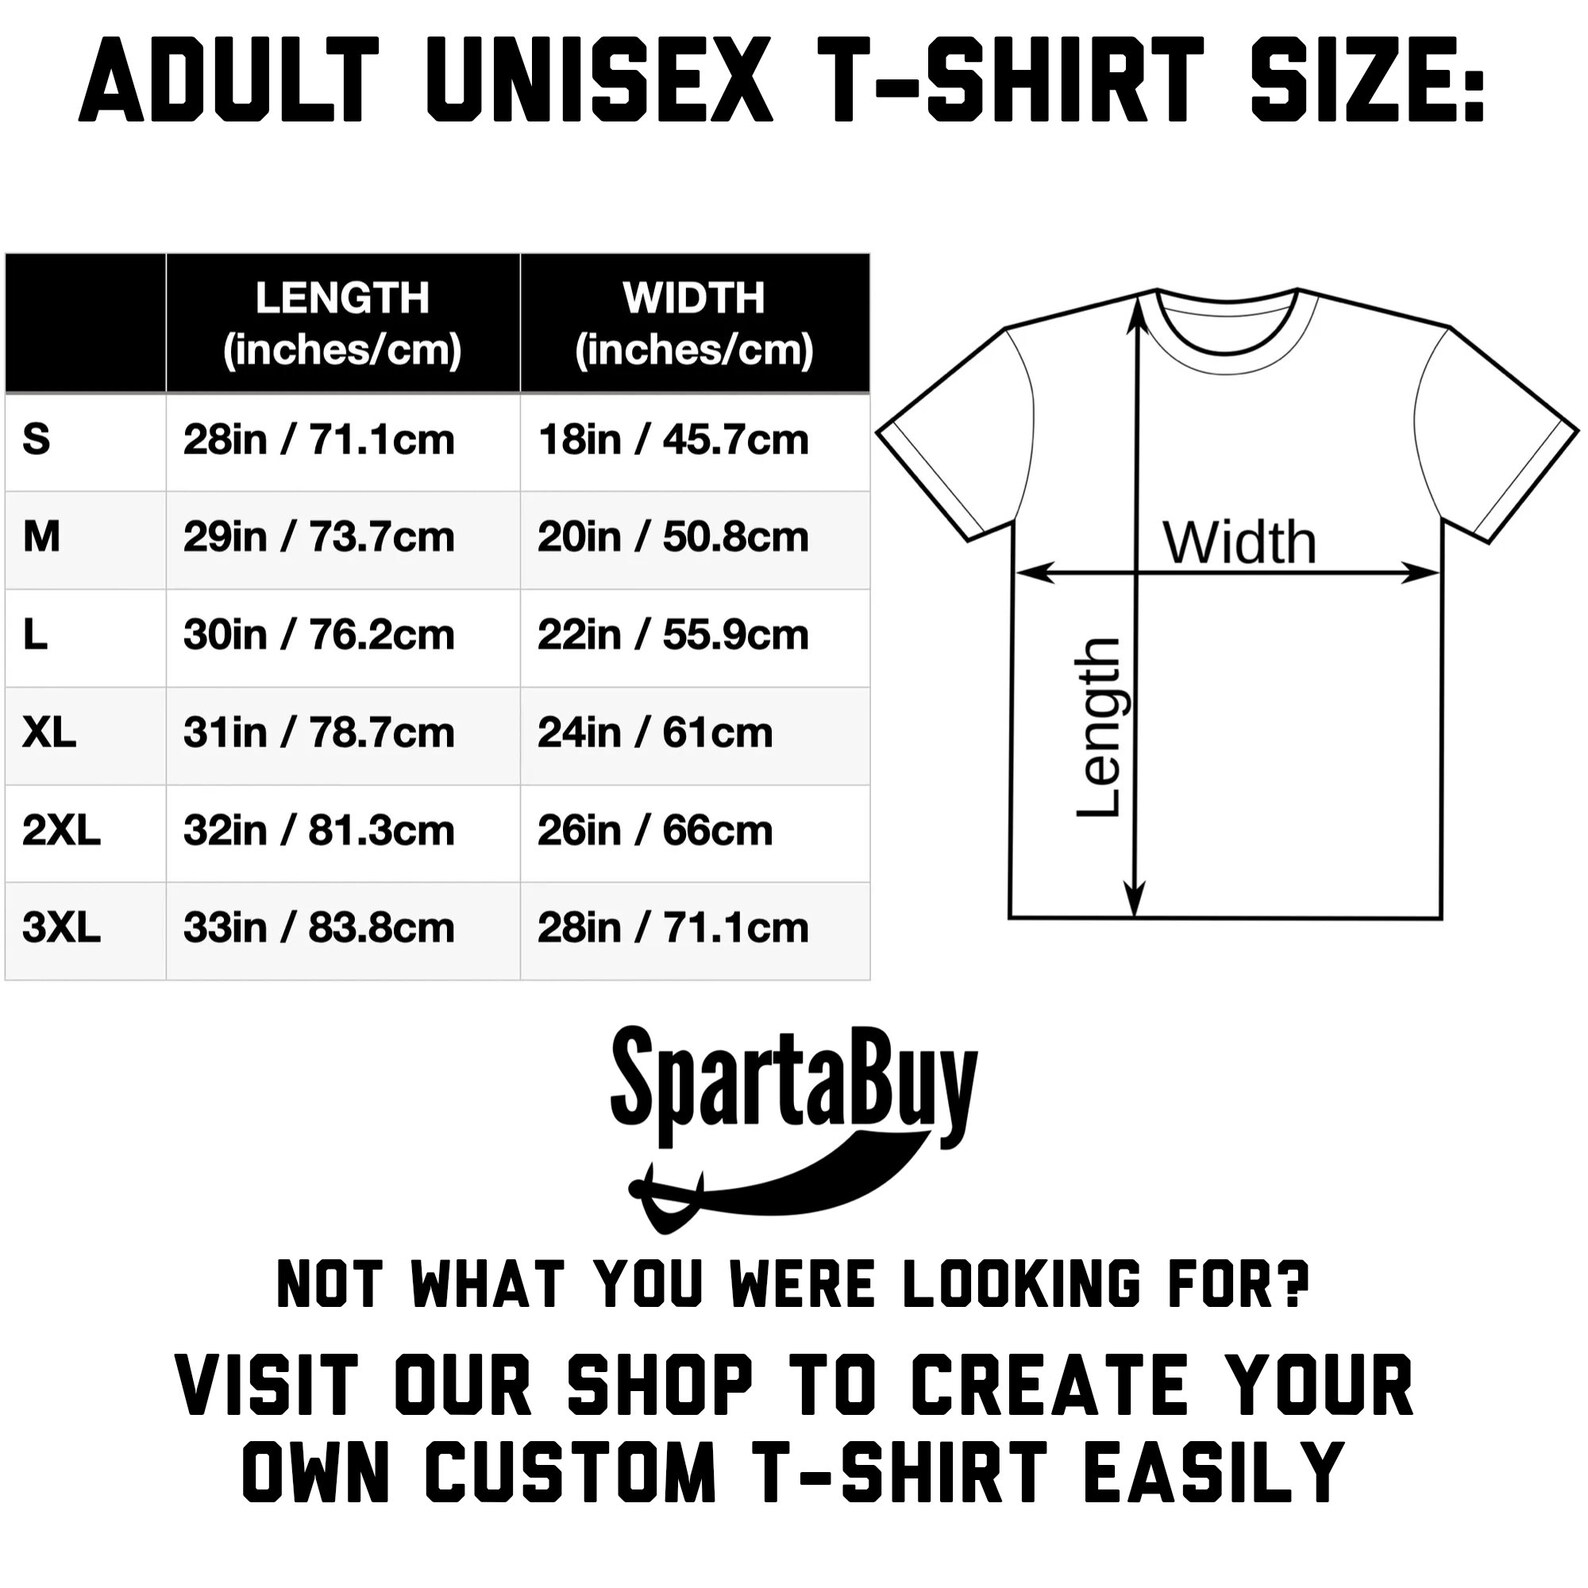 ADULT UNISEX T-SHIRT SIZE:
LENGTH WIDTH
(inches/cm) (inches/cm)
S 28in / 71.1cm 18in / 45.7cm
M 29in / 73.7cm 20in / 50.8cm
L 30in / 76.2cm 22in / 55.9cm
XL 31in / 78.7cm 24in / 61cm
2XL 32in / 81.3cm 26in / 66cm
3XL 33in / 83.8cm 28in / 71.1cm
Width
Length
SpartaBuy
NOT WHAT YOU WERE LOOKING FOR?
VISIT OUR SHOP TO CREATE YOUR
OWN CUSTOM T-SHIRT EASILY